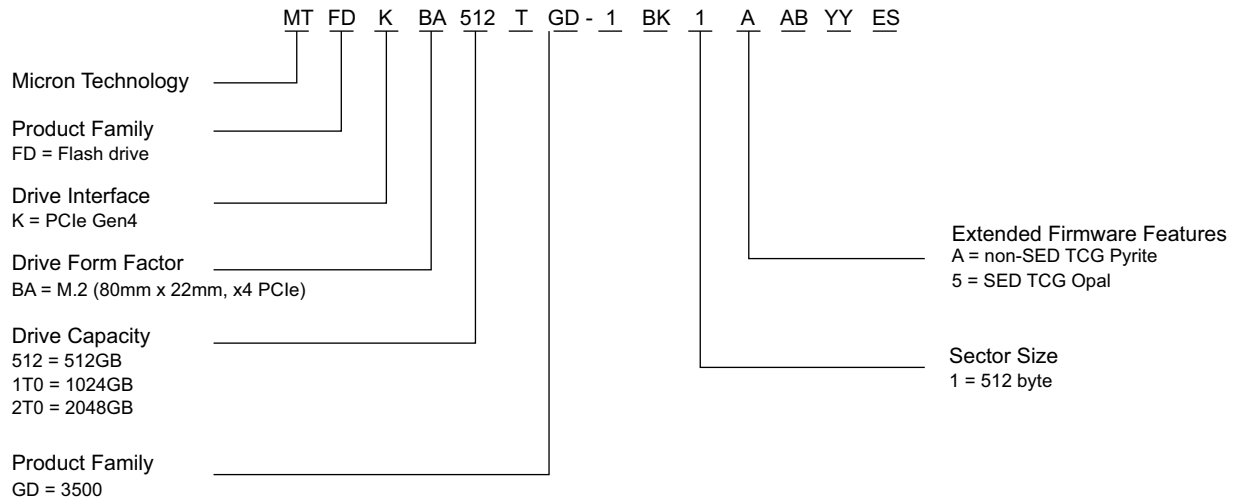 MT FD K BA 512 T GD - 1 BK 1 A AB YY ES
Micron Technology
Product Family
FD = Flash drive
Drive Interface
K = PCIe Gen4
Drive Form Factor
BA = M.2 (80mm x 22mm, x4 PCIe)
Drive Capacity
512 = 512GB
1T0 = 1024GB
2T0 = 2048GB
Product Family
GD = 3500
Extended Firmware Features
A = non-SED TCG Pyrite
5 = SED TCG Opal
Sector Size
1 = 512 byte